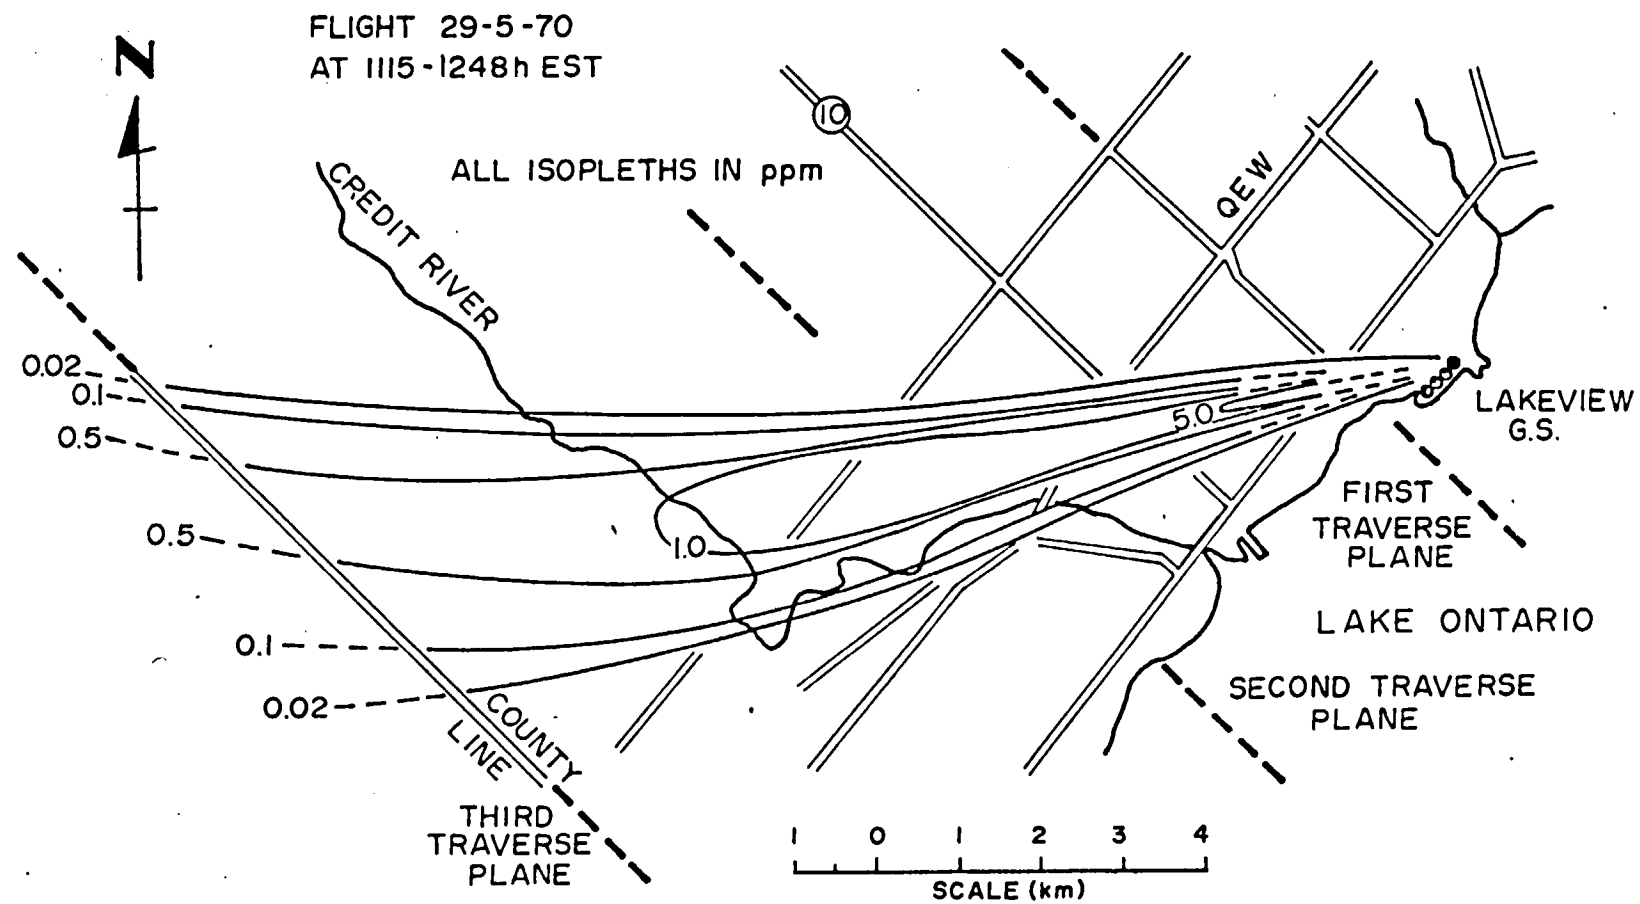 FLIGHT 29-5-70
AT 1115-1248h EST
N
10
ALL ISOPLETHS IN ppm
QEW
CREDIT RIVER
0.02
0.1
0.5
5.0
LAKEVIEW
G.S.
FIRST
TRAVERSE
PLANE
0.5
1.0
LAKE ONTARIO
0.1
0.02
SECOND TRAVERSE
PLANE
COUNTY
LINE
THIRD
TRAVERSE
PLANE
1 0 1 2 3 4
SCALE (km)